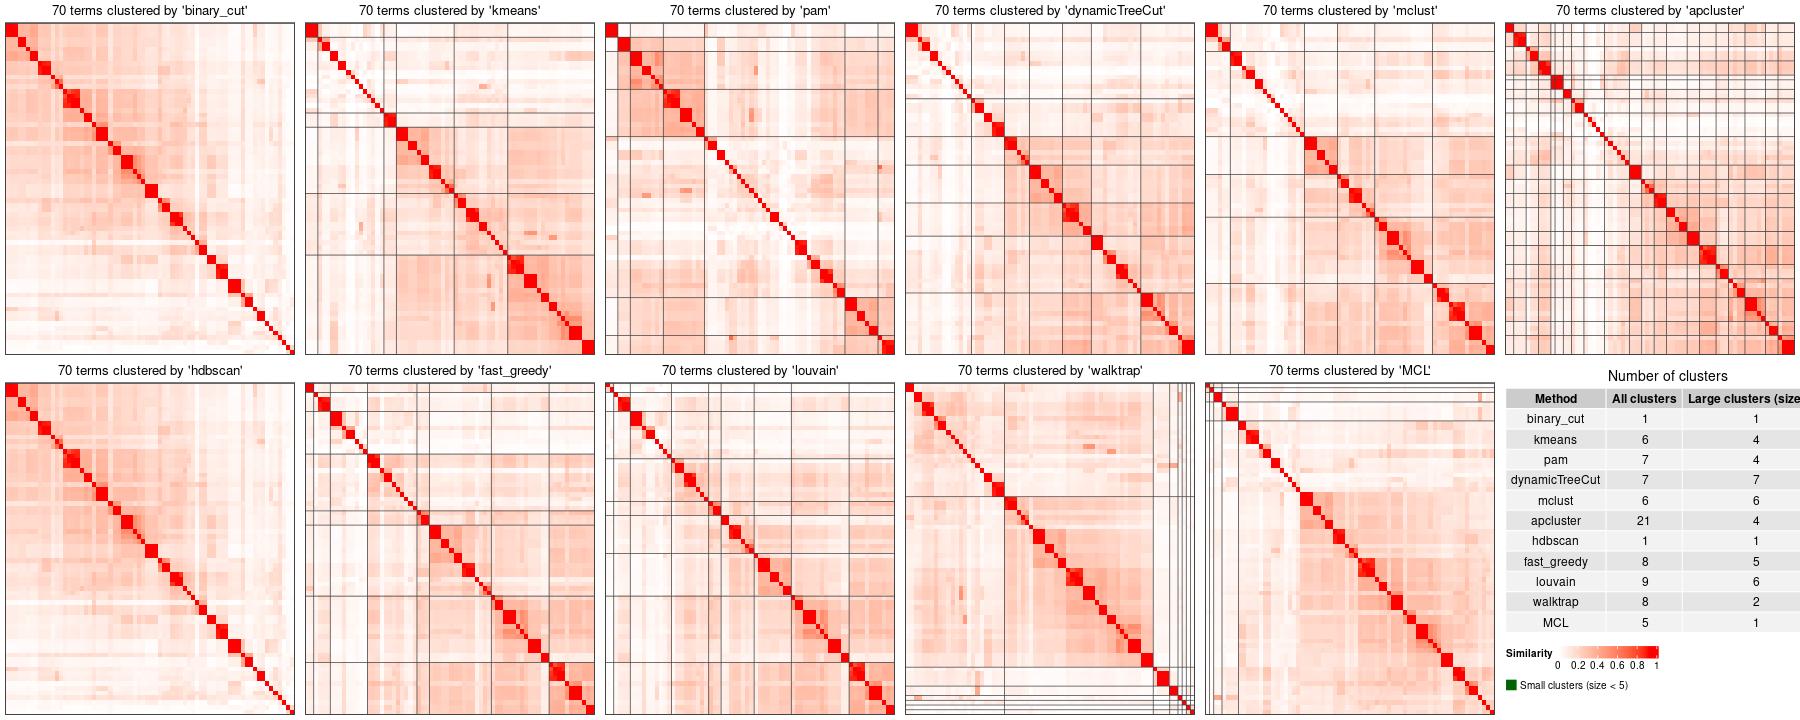 70 terms clustered by 'binary_cut'
70 terms clustered by 'kmeans'
70 terms clustered by 'pam'
70 terms clustered by 'dynamicTreeCut'
70 terms clustered by 'mclust'
70 terms clustered by 'apcluster'
70 terms clustered by 'hdbscan'
70 terms clustered by 'fast_greedy'
70 terms clustered by 'louvain'
70 terms clustered by 'walktrap'
70 terms clustered by 'MCL'
Number of clusters
Method All clusters Large clusters (size
binary_cut 1 1
kmeans 6 4
pam 7 4
dynamicTreeCut 7 7
mclust 6 6
apcluster 21 4
hdbscan 1 1
fast_greedy 8 5
louvain 9 6
walktrap 8 2
MCL 5 1
Similarity
0 0.2 0.4 0.6 0.8 1
Small clusters (size < 5)